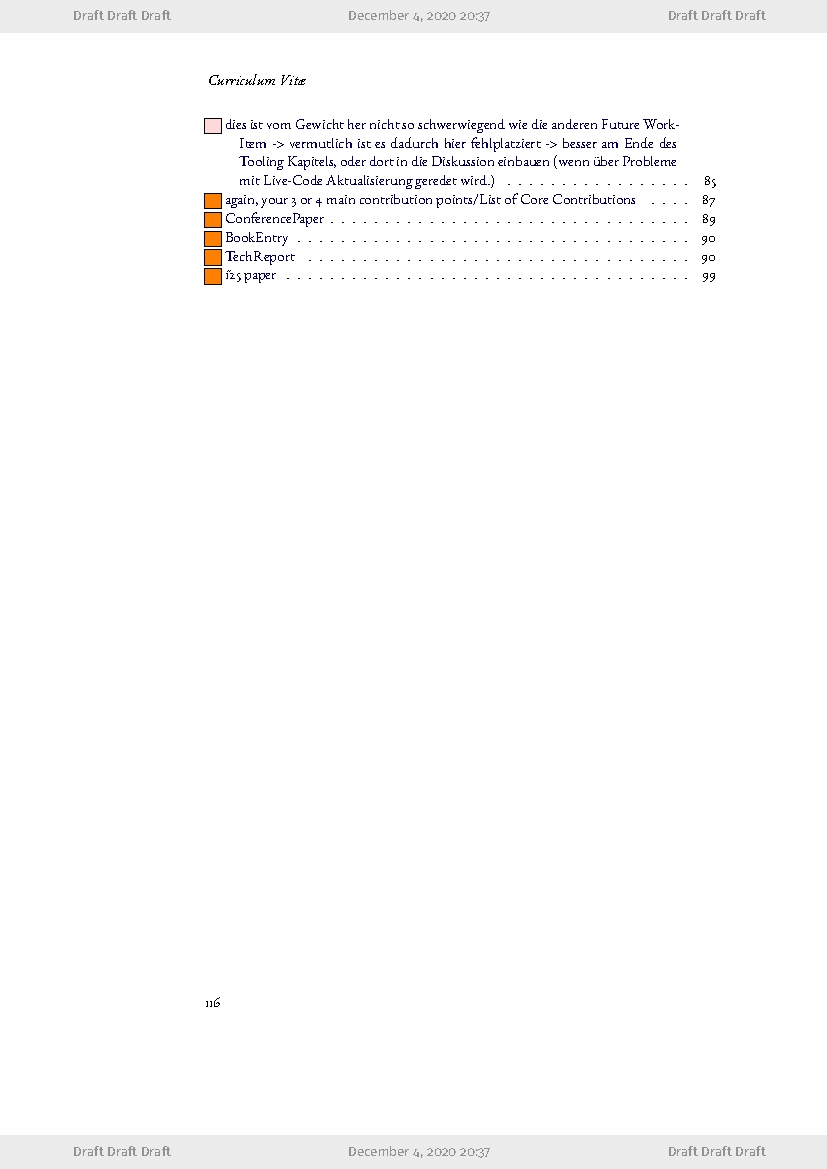 Draft Draft Draft December 4, 2020 20:37 Draft Draft Draft
Curriculum Vitæ
dies ist vom Gewicht her nicht so schwerwiegend wie die anderen Future Work-
Item -> vermutlich ist es dadurch hier fehlplatziert -> besser am Ende des
Tooling Kapitels, oder dort in die Diskussion einbauen (wenn über Probleme
mit Live-Code Aktualisierung geredet wird.) . . . . . . . . . . . . . . . . . 85
again, your 3 or 4 main contribution points/List of Core Contributions . . . . 87
ConferencePaper . . . . . . . . . . . . . . . . . . . . . . . . . . . . . . . . . 89
BookEntry . . . . . . . . . . . . . . . . . . . . . . . . . . . . . . . . . . . . 90
TechReport . . . . . . . . . . . . . . . . . . . . . . . . . . . . . . . . . . . 90
i25 paper . . . . . . . . . . . . . . . . . . . . . . . . . . . . . . . . . . . . . 99
116
Draft Draft Draft December 4, 2020 20:37 Draft Draft Draft